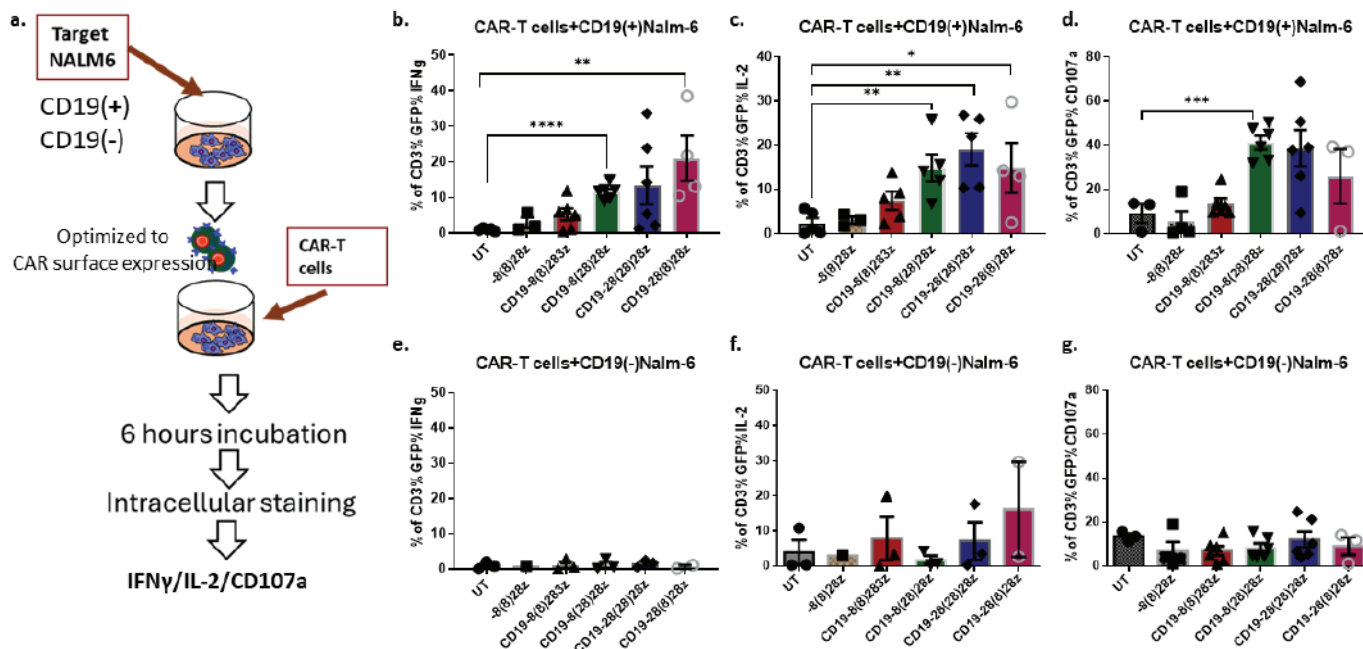 a.
Target
NALM6
CD19(+)
CD19(-)
Optimized to
CAR surface expression
CAR-T
cells
6 hours incubation
Intracellular staining
IFNγ/IL-2/CD107a
b.
CAR-T cells+CD19(+)Nalm-6
% of CD3% GFP% IFNg
50
40
30
20
10
0
**
****
UT
-8(8)28z
CD19-8(8)283z
CD19-8(28)28z
CD19-28(28)28z
CD19-28(8)28z
c.
CAR-T cells+CD19(+)Nalm-6
% of CD3% GFP% IL-2
40
30
20
10
0
*
**
**
UT
-8(8)28z
CD19-8(8)283z
CD19-8(28)28z
CD19-28(28)28z
CD19-28(8)28z
d.
CAR-T cells+CD19(+)Nalm-6
% of CD3% GFP% CD107a
80
60
40
20
0
***
UT
-8(8)28z
CD19-8(8)283z
CD19-8(28)28z
CD19-28(28)28z
CD19-28(8)28z
e.
CAR-T cells+CD19(-)Nalm-6
% of CD3% GFP% IFNg
50
40
30
20
10
0
UT
-8(8)28z
CD19-8(8)283z
CD19-8(28)28z
CD19-28(28)28z
CD19-28(8)28z
f.
CAR-T cells+CD19(-)Nalm-6
% of CD3% GFP% IL-2
50
40
30
20
10
0
UT
-8(8)28z
CD19-8(8)283z
CD19-8(28)28z
CD19-28(28)28z
CD19-28(8)28z
g.
CAR-T cells+CD19(-)Nalm-6
% of CD3% GFP% CD107a
80
60
40
20
0
UT
-8(8)28z
CD19-8(8)283z
CD19-8(28)28z
CD19-28(28)28z
CD19-28(8)28z